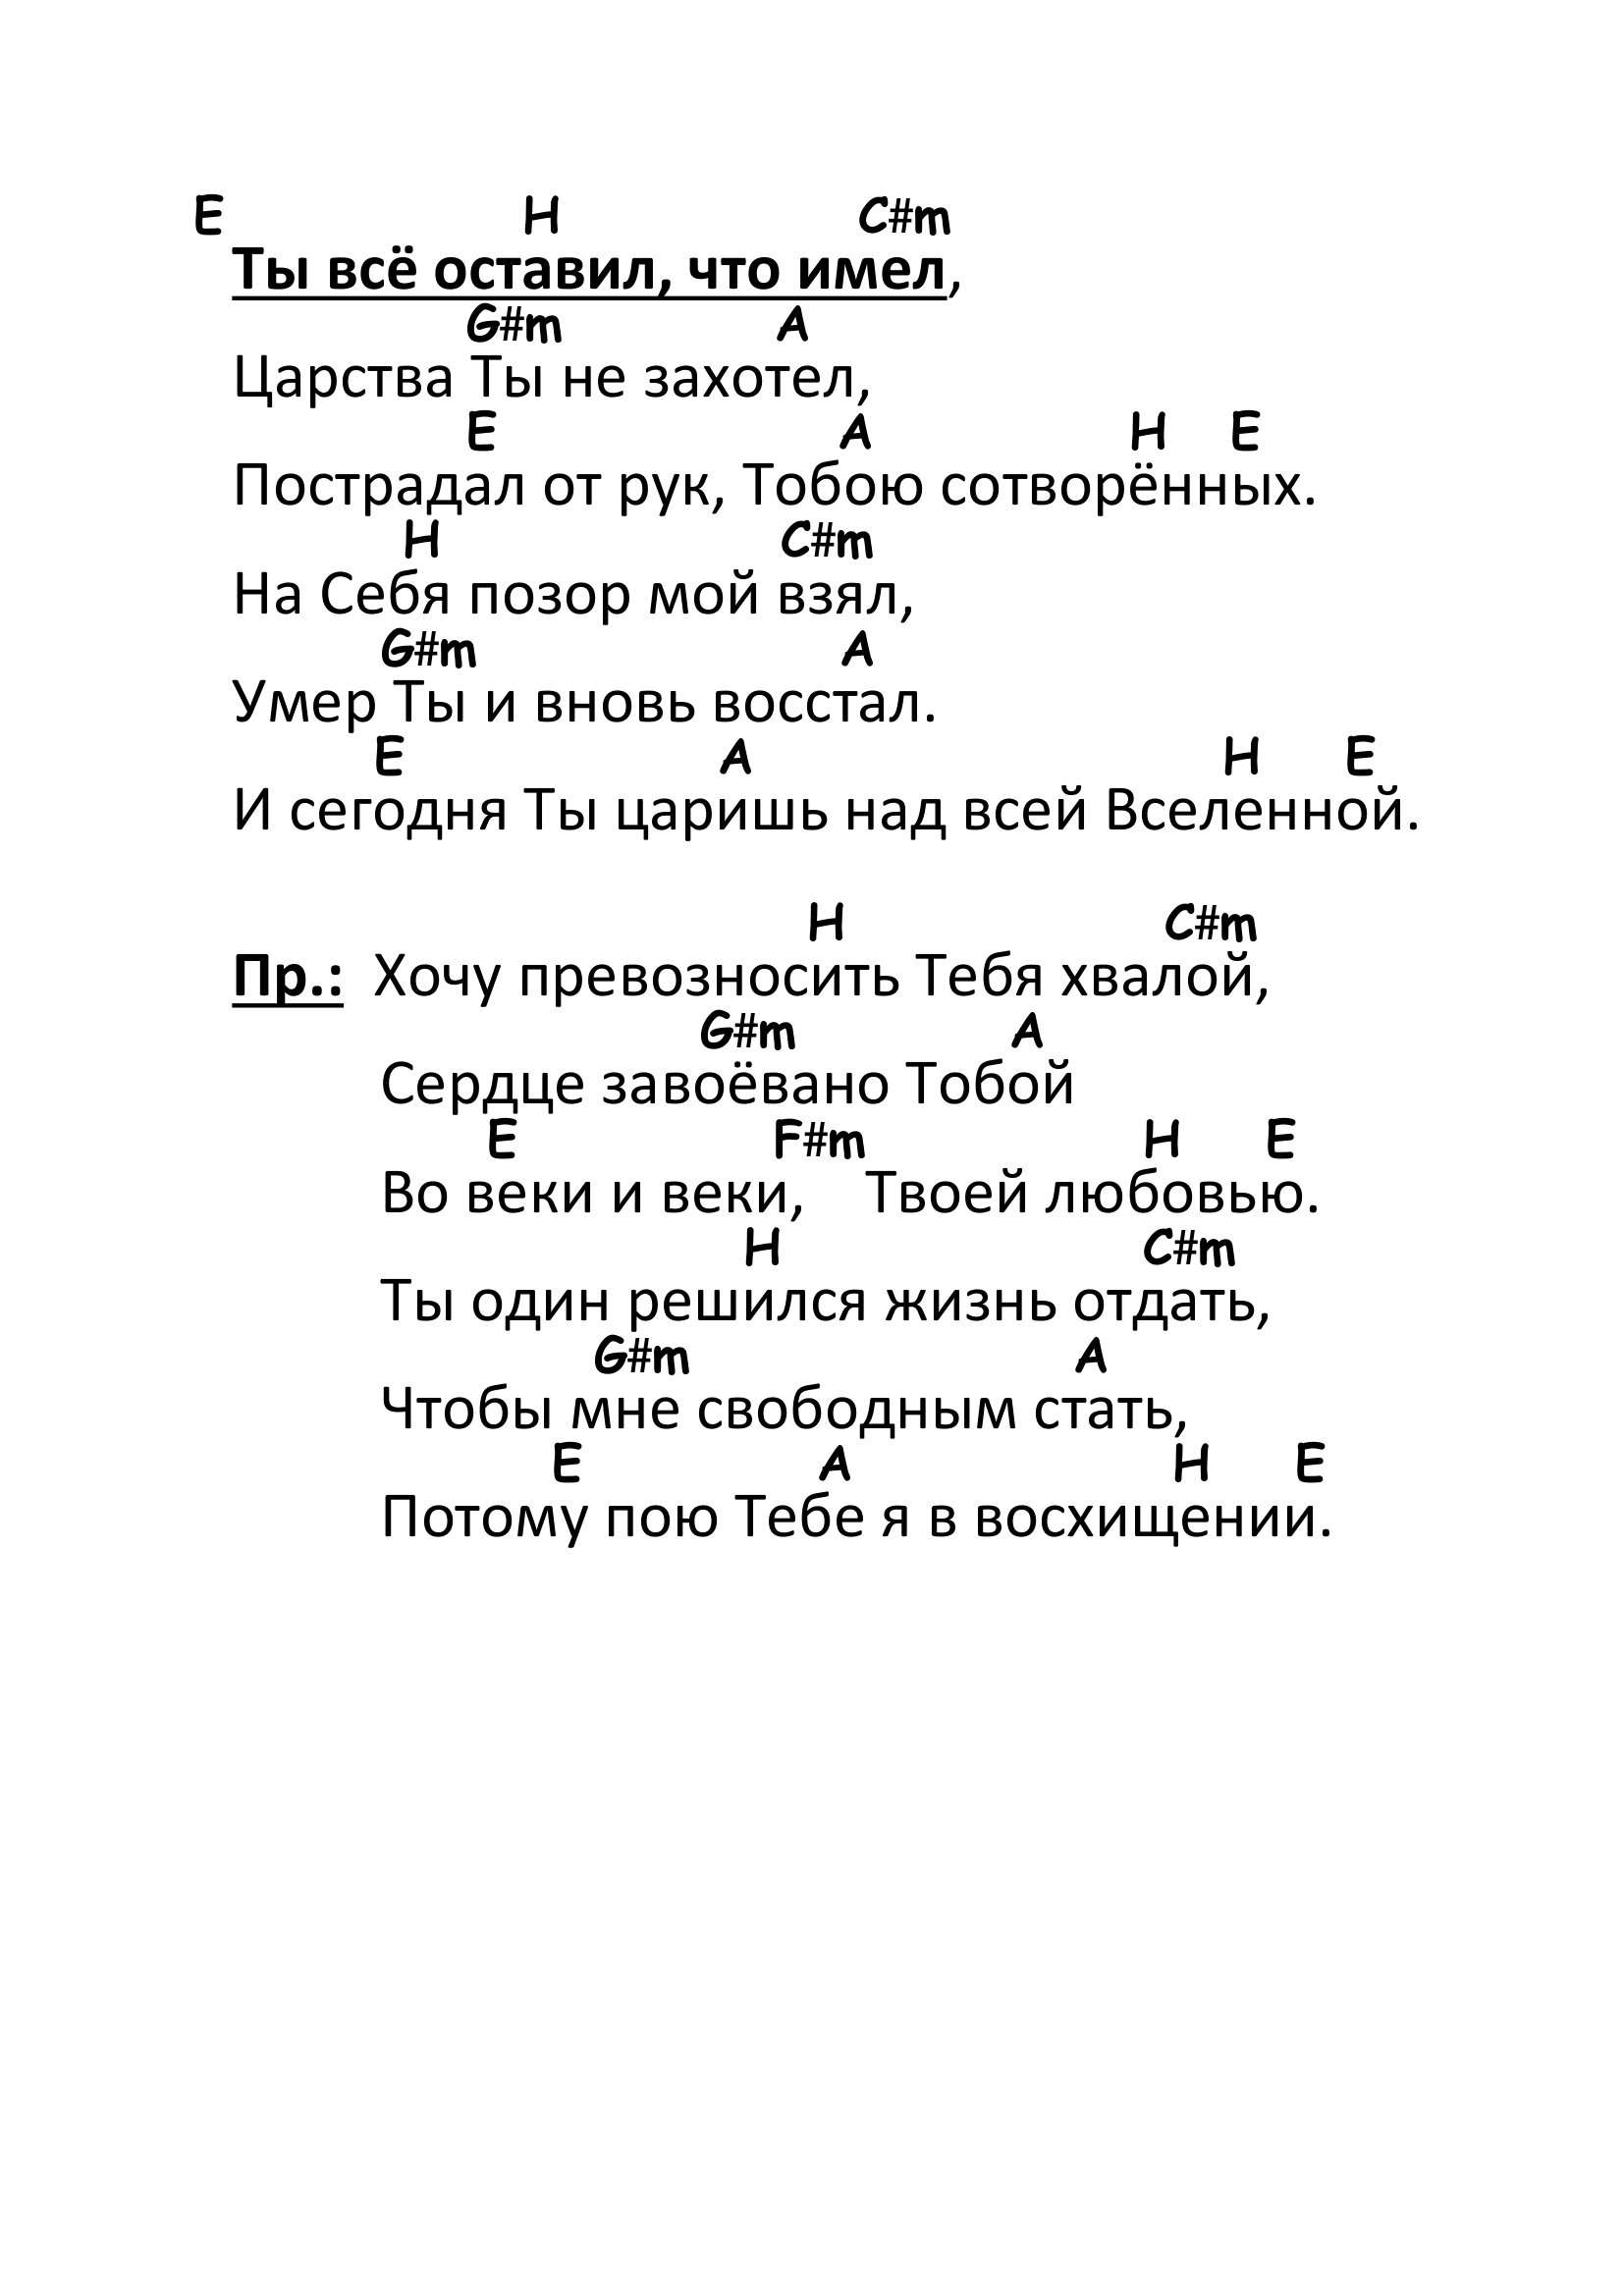 E H C#m
Ты всё оставил, что имел,
G#m A
Царства Ты не захотел,
E A H E
Пострадал от рук, Тобою сотворённых.
H C#m
На Себя позор мой взял,
G#m A
Умер Ты и вновь восстал.
E A H E
И сегодня Ты царишь над всей Вселенной.
H C#m
Пр.: Хочу превозносить Тебя хвалой,
G#m A
Сердце завоёвано Тобой
E F#m H E
Во веки и веки, Твоей любовью.
H C#m
Ты один решился жизнь отдать,
G#m A
Чтобы мне свободным стать,
E A H E
Потому пою Тебе я в восхищении.